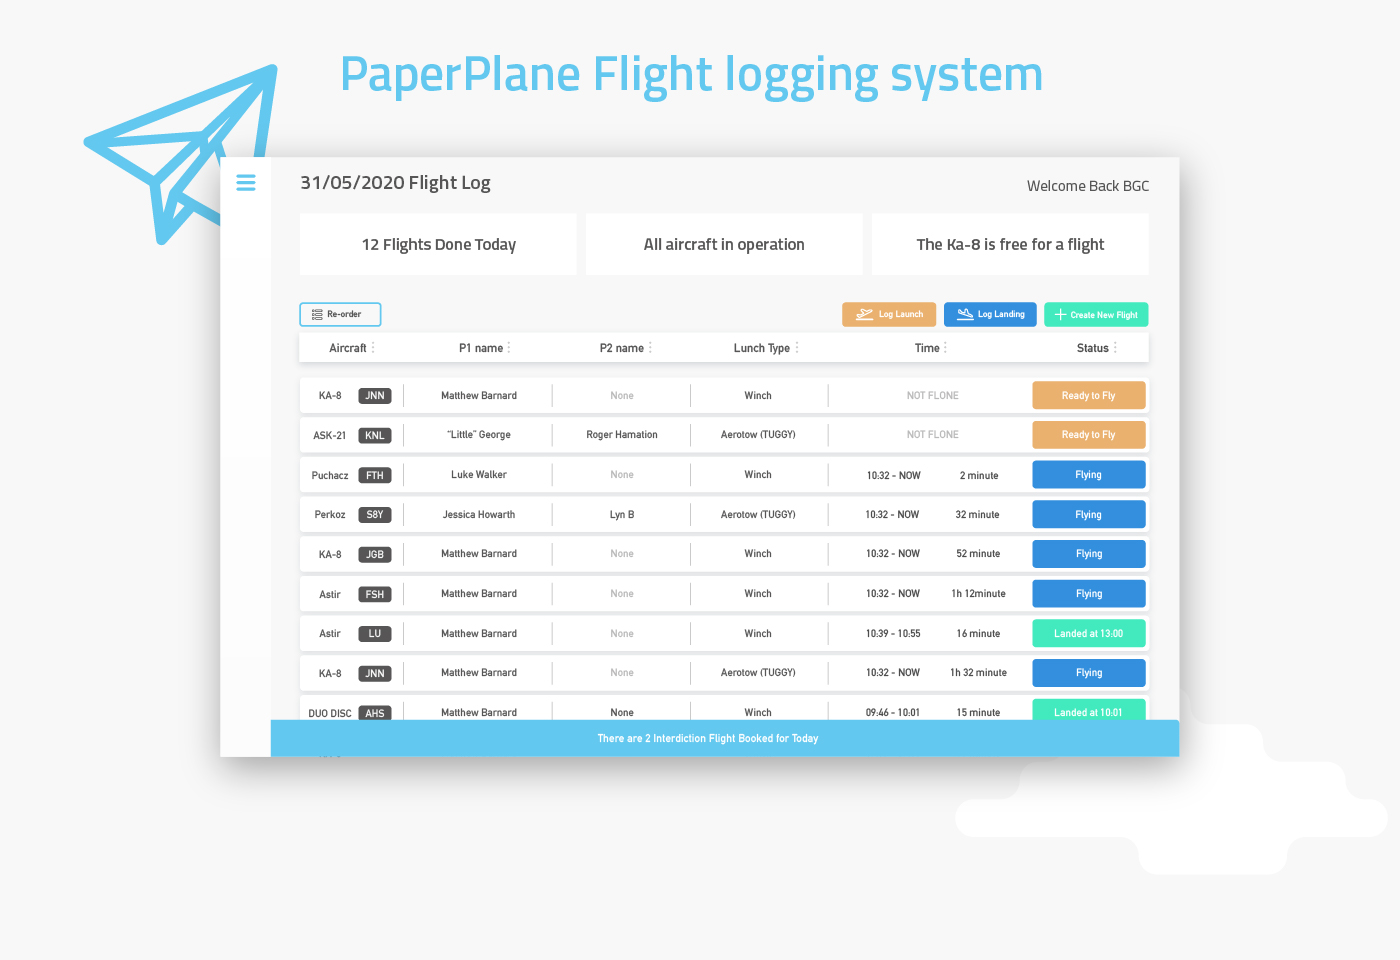 PaperPlane Flight logging system
31/05/2020 Flight Log
Welcome Back BGC
12 Flights Done Today
All aircraft in operation
The Ka-8 is free for a flight
Re-order
Log Launch
Log Landing
Create New Flight
Aircraft P1 name P2 name Lunch Type Time Status
KA-8 JNN Matthew Barnard None Winch NOT FLONE Ready to Fly
ASK-21 KNL "Little" George Roger Hamation Aerotow (TUGGY) NOT FLONE Ready to Fly
Puchacz FTH Luke Walker None Winch 10:32 - NOW 2 minute Flying
Perkoz S8Y Jessica Howarth Lyn B Aerotow (TUGGY) 10:32 - NOW 32 minute Flying
KA-8 JGB Matthew Barnard None Winch 10:32 - NOW 52 minute Flying
Astir FSH Matthew Barnard None Winch 10:32 - NOW 1h 12minute Flying
Astir LU Matthew Barnard None Winch 10:39 - 10:55 16 minute Landed at 13:00
KA-8 JNN Matthew Barnard None Aerotow (TUGGY) 10:32 - NOW 1h 32 minute Flying
DUO DISC AHS Matthew Barnard None Winch 09:46 - 10:01 15 minute Landed at 10:01
There are 2 Interdiction Flight Booked for Today